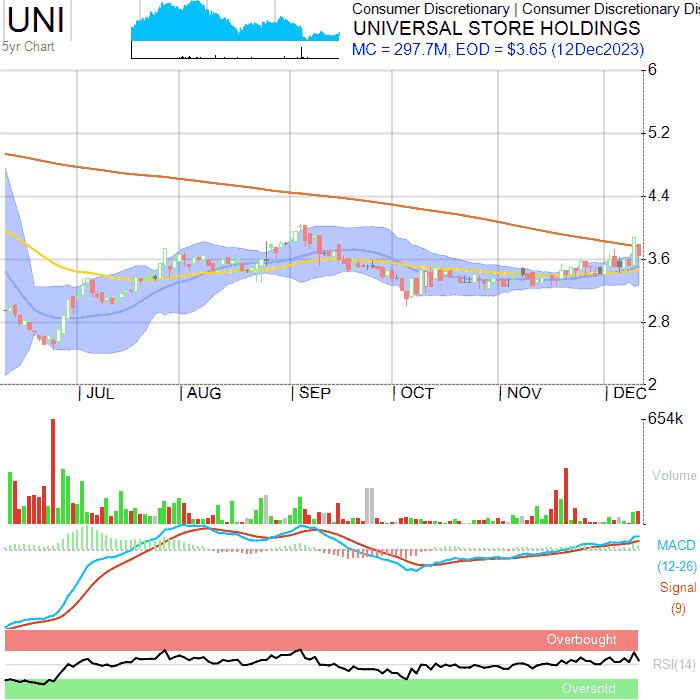 UNI
5yr Chart
Consumer Discretionary | Consumer Discretionary Dis
UNIVERSAL STORE HOLDINGS
MC = 297.7M, EOD = $3.65 (12Dec2023)
6
5.2
4.4
3.6
2.8
2
| JUL | AUG | SEP | OCT | NOV | DEC
654k
Volume
MACD
(12-26)
Signal
(9)
Overbought
RSI(14)
Oversold